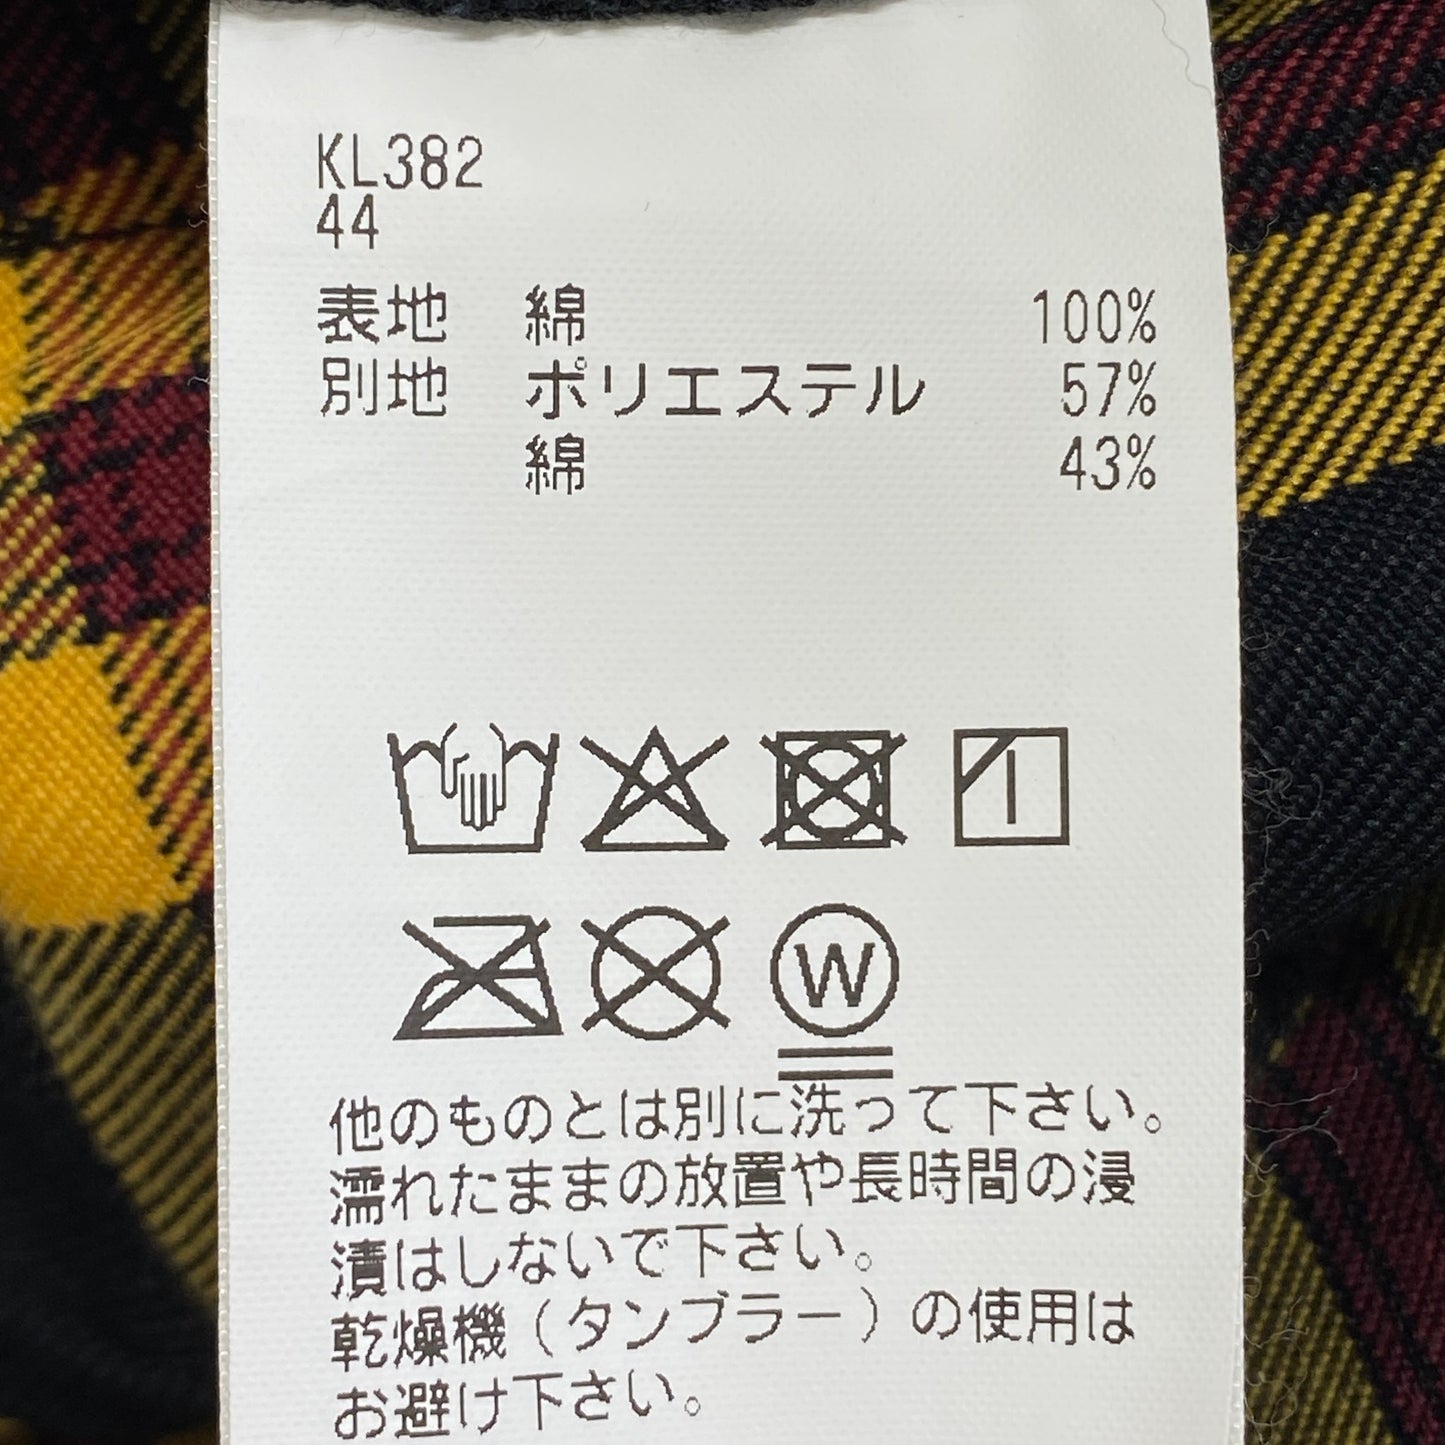 KL382
44
表地 綿 100%
別地 ポリエステル 57%
綿 43%
W
他のものとは別に洗って下さい。
濡れたままの放置や長時間の浸
漬はしないで下さい。
乾燥機(タンブラー)の使用は
お避け下さい。